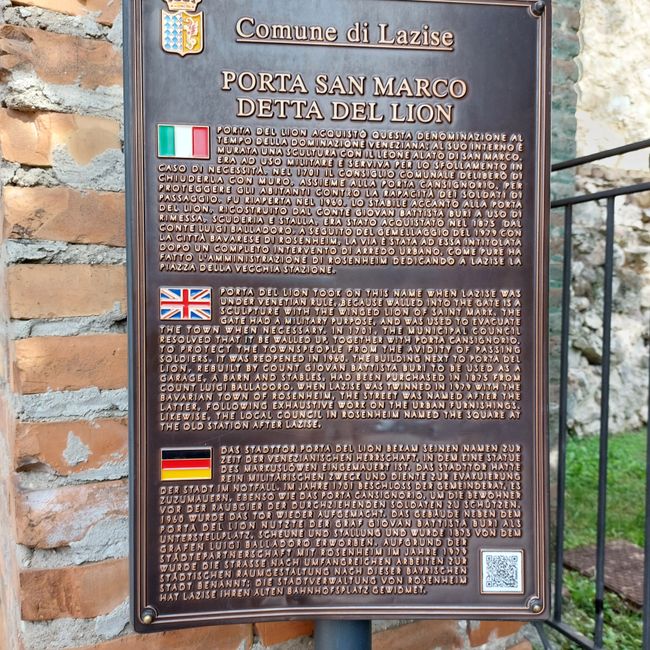 Comune di Lazise
PORTA SAN MARCO
DETTA DEL LION
PORTA DEL LION ACQUISTÒ QUESTA DENOMINAZIONE AL
TEMPO DELLA DOMINAZIONE VENEZIANA: AL SUO INTERNO È
MURATA UNA SCULTURA CON IL LEONE ALATO DI SAN MARCO.
ERA AD USO MILITARE E SERVIVA PER LO SFOLLAMENTO IN
CASO DI NECESSITÀ. NEL 1701 IL CONSIGLIO COMUNALE DELIBERÒ DI
CHIUDERLA CON MURO, ASSIEME ALLA PORTA CANSIGNORIO, PER
PROTEGGERE GLI ABITANTI CONTRO LA RAPACITÀ DEI SOLDATI DI
PASSAGGIO. FU RIAPERTA NEL 1960. LO STABILE ACCANTO ALLA PORTA
DEL LION, RICOSTRUITO DAL CONTE GIOVAN BATTISTA BURI A USO DI
RIMESSA, SCUDERIA E STALLA, ERA STATO ACQUISTATO NEL 1875 DAL
CONTE LUIGI BALLADORO. A SEGUITO DEL GEMELLAGGIO DEL 1979 CON
LA CITTÀ BAVARESE DI ROSENHEIM, LA VIA È STATA AD ESSA INTITOLATA
DOPO UN COMPLETO INTERVENTO DI ARREDO URBANO, COME PURE HA
FATTO L'AMMINISTRAZIONE DI ROSENHEIM DEDICANDO A LAZISE LA
PIAZZA DELLA VECCHIA STAZIONE.
PORTA DEL LION TOOK ON THIS NAME WHEN LAZISE WAS
UNDER VENETIAN RULE, BECAUSE WALLED INTO THE GATE IS A
SCULPTURE WITH THE WINGED LION OF SAINT MARK. THE
GATE HAD A MILITARY PURPOSE, AND WAS USED TO EVACUATE
THE TOWN WHEN NECESSARY. IN 1701, THE MUNICIPAL COUNCIL
RESOLVED THAT IT BE WALLED UP, TOGETHER WITH PORTA CANSIGNORIO,
TO PROTECT THE TOWNSPEOPLE FROM THE AVIDITY OF PASSING
SOLDIERS. IT WAS REOPENED IN 1960. THE BUILDING NEXT TO PORTA DEL
LION, REBUILT BY COUNT GIOVAN BATTISTA BURI TO BE USED AS A
GARAGE, A BARN AND STABLES, HAD BEEN PURCHASED IN 1875 FROM
COUNT LUIGI BALLADORO. WHEN LAZISE WAS TWINNED IN 1979 WITH THE
BAVARIAN TOWN OF ROSENHEIM, THE STREET WAS NAMED AFTER THE
LATTER, FOLLOWING EXHAUSTIVE WORK ON THE URBAN FURNISHINGS.
LIKEWISE, THE LOCAL COUNCIL IN ROSENHEIM NAMED THE SQUARE AT
THE OLD STATION AFTER LAZISE.
DAS STADTTOR PORTA DEL LION BEKAM SEINEN NAMEN ZUR
ZEIT DER VENEZIANISCHEN HERRSCHAFT, IN DEM EINE STATUE
DES MARKUSLÖWEN EINGEMAUERT IST. DAS STADTTOR HATTE
REIN MILITÄRISCHEN ZWECK UND DIENTE ZUR EVAKUIERUNG
DER STADT IM NOTFALL. IM JAHRE 1701 BESCHLOSS DER GEMEINDERAT, ES
ZUZUMAUERN, EBENSO WIE DAS PORTA CANSIGNORIO, UM DIE BEWOHNER
VOR DER RAUBGIER DER DURCHZIEHENDEN SOLDATEN ZU SCHÜTZEN.
1960 WURDE DAS TOR WIEDER AUFGEMACHT. DAS GEBÄUDE NEBEN DEM
PORTA DEL LION NUTZTE DER GRAF GIOVAN BATTISTA BURI ALS
UNTERSTELLPLATZ, SCHEUNE UND STALLUNG UND WURDE 1875 VON DEM
GRAFEN LUIGI BALLADORO ERWORBEN. AUFGRUND DER
STÄDTEPARTNERSCHAFT MIT ROSENHEIM IM JAHRE 1979
WURDE DIE STRASSE NACH UMFANGREICHEN ARBEITEN ZUR
STÄDTISCHEN RAUMGESTALTUNG NACH DIESER BAYRISCHEN
STADT BENANNT; DIE STADTVERWALTUNG VON ROSENHEIM
HAT LAZISE IHREN ALTEN BAHNHOFSPLATZ GEWIDMET.